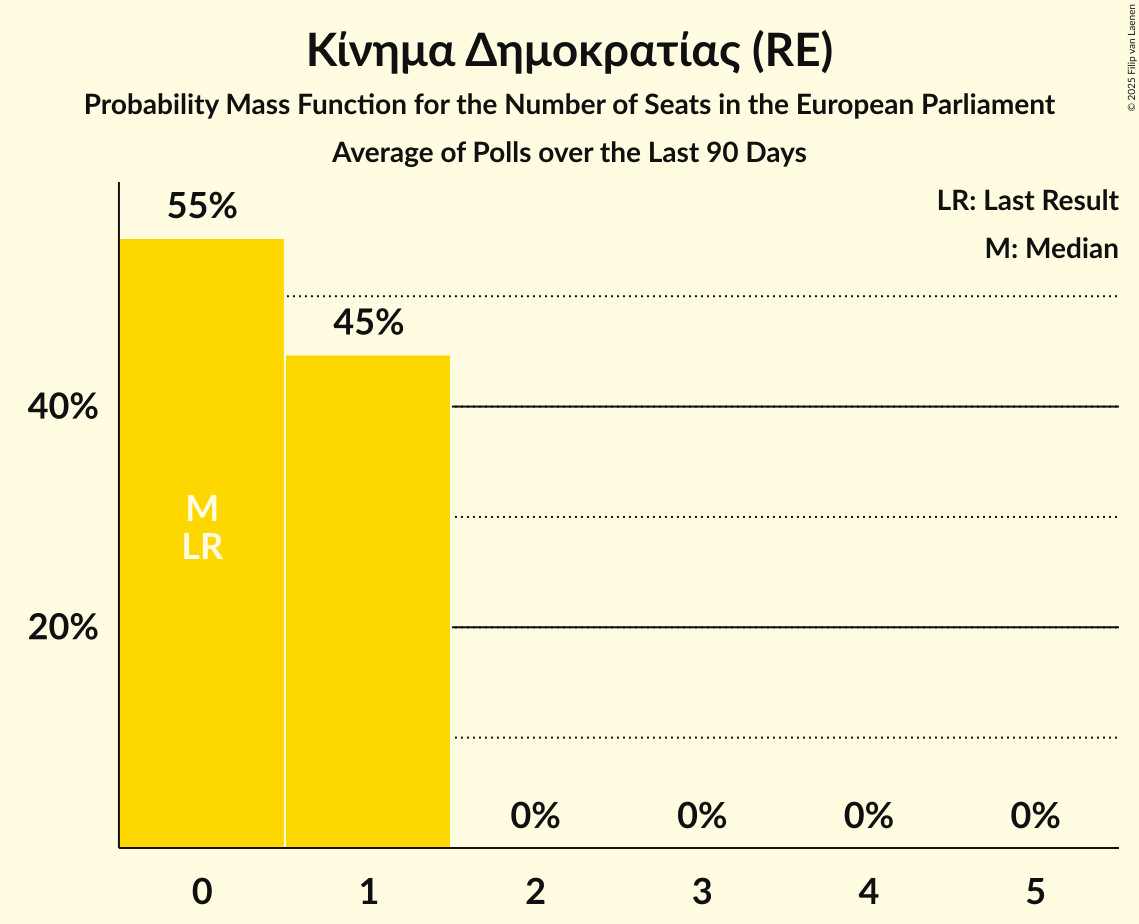 Κίνημα Δημοκρατίας (RE)
Probability Mass Function for the Number of Seats in the European Parliament
Average of Polls over the Last 90 Days
© 2025 Filip van Laenen
LR: Last Result
M: Median
55%
45%
40%
20%
M
LR
0%
0%
0%
0%
0
1
2
3
4
5